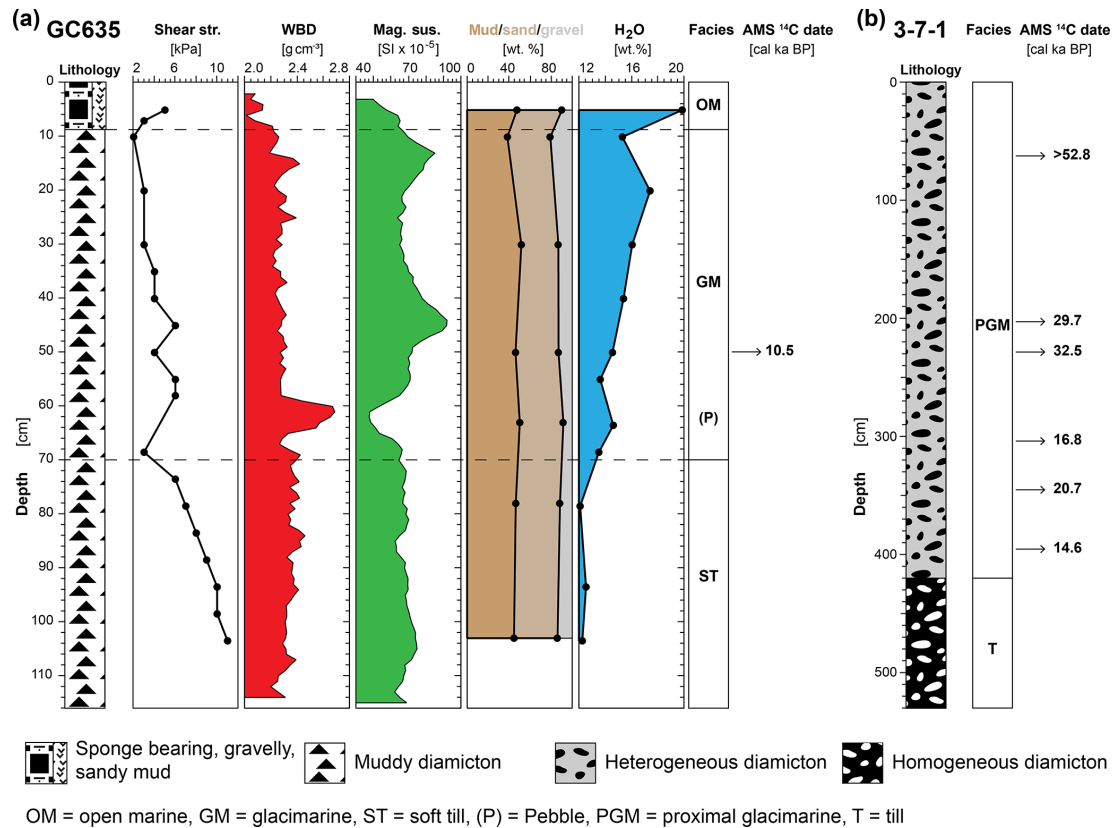 (a) GC635
Shear str. [kPa]
WBD [g cm⁻³]
Mag. sus. [SI x 10⁻⁵]
Mud/sand/gravel [wt. %]
H₂O [wt.%]
Facies
AMS ¹⁴C date [cal ka BP]
Lithology
2 6 10
2.0 2.4 2.8
40 70 100
0 40 80
12 16 20
Depth [cm]
0
10
20
30
40
50
60
70
80
90
100
110
OM
GM
(P)
ST
10.5
(b) 3-7-1
Facies
AMS ¹⁴C date [cal ka BP]
Lithology
Depth [cm]
0
100
200
300
400
500
PGM
T
>52.8
29.7
32.5
16.8
20.7
14.6
Sponge bearing, gravelly,
sandy mud
Muddy diamicton
Heterogeneous diamicton
Homogeneous diamicton
OM = open marine, GM = glacimarine, ST = soft till, (P) = Pebble, PGM = proximal glacimarine, T = till